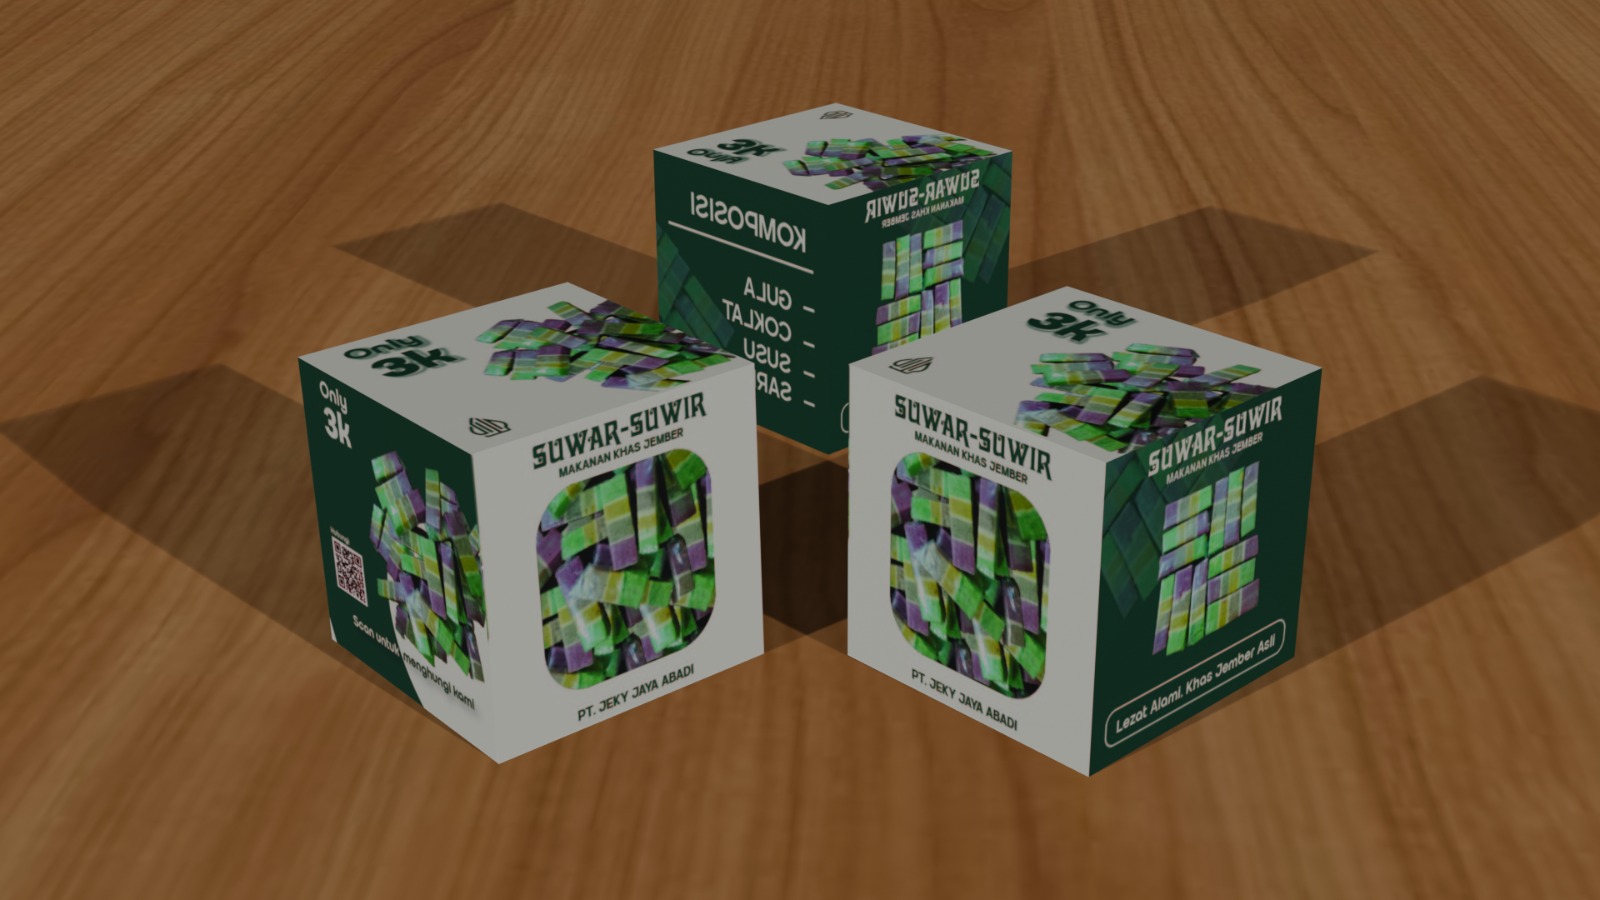 Only
3k
KOMPOSISI
- GULA
- COKLAT
- SUSU
- SAR
SUWAR-SUWIR
MAKANAN KHAS JEMBER
Only
3k
Only
3k
Scan untuk menghungi kami
SUWAR-SUWIR
MAKANAN KHAS JEMBER
PT. JEKY JAYA ABADI
Only
3k
SUWAR-SUWIR
MAKANAN KHAS JEMBER
PT. JEKY JAYA ABADI
SUWAR-SUWIR
MAKANAN KHAS JEMBER
Lezat Alami, Khas Jember Asli